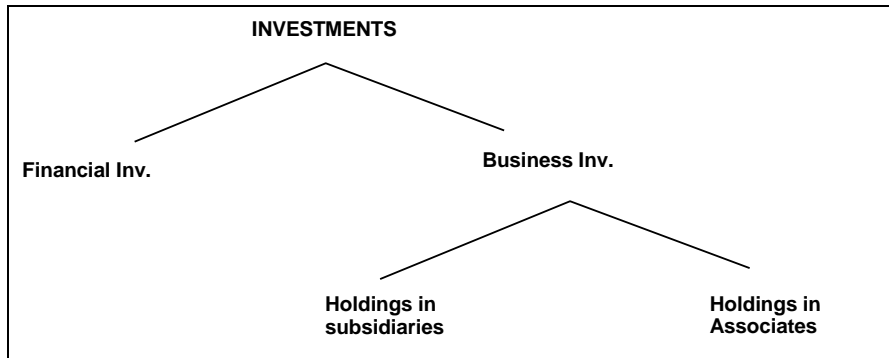 INVESTMENTS
Financial Inv.
Business Inv.
Holdings in
subsidiaries
Holdings in
Associates